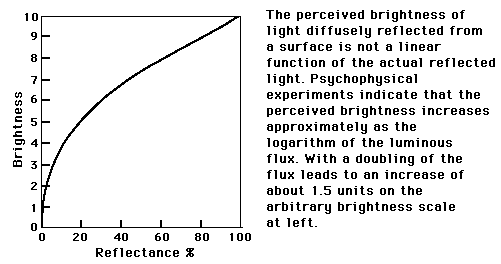 10
9
8
7
6
5
4
3
2
1
0
Brightness
0 20 40 60 80 100
Reflectance %
The perceived brightness of
light diffusely reflected from
a surface is not a linear
function of the actual reflected
light. Psychophysical
experiments indicate that the
perceived brightness increases
approximately as the
logarithm of the luminous
flux. With a doubling of the
flux leads to an increase of
about 1.5 units on the
arbitrary brightness scale
at left.